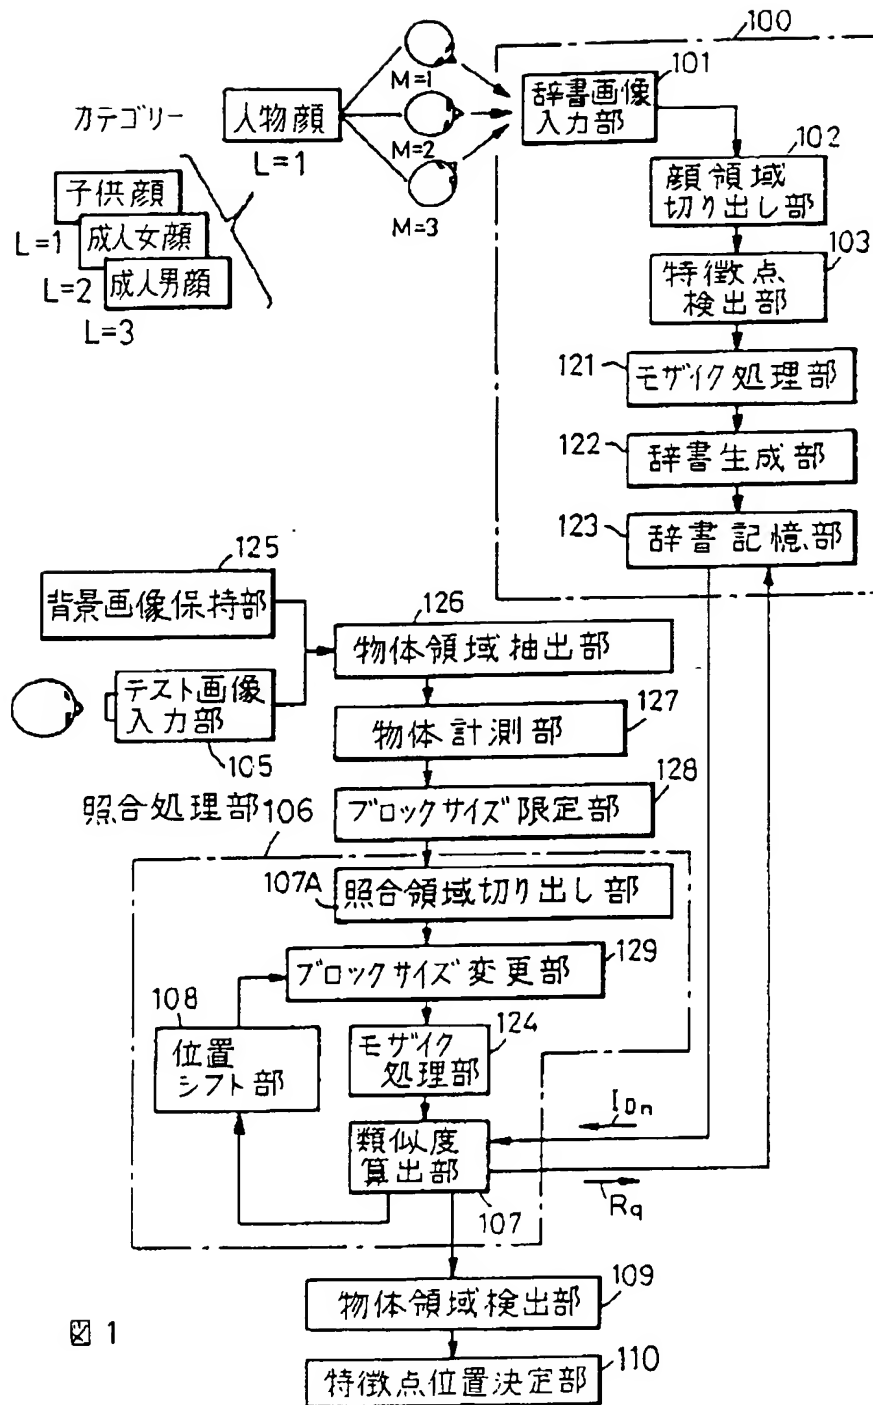 100
101
M=1
辞書画像
入力部
カテゴリー
人物顔
L=1
M=2
M=3
102
顔領域
切り出し部
子供顔
L=1
成人女顔
L=2
成人男顔
L=3
103
特徴点
検出部
121
モザイク処理部
122
辞書生成部
123
辞書記憶部
125
背景画像保持部
126
物体領域抽出部
テスト画像
入力部
105
127
物体計測部
128
ブロックサイズ限定部
照合処理部106
107A
照合領域切り出し部
129
ブロックサイズ変更部
108
位置
シフト部
124
モザイク
処理部
IDn
類似度
算出部
107
Rq
109
物体領域検出部
図1
110
特徴点位置決定部